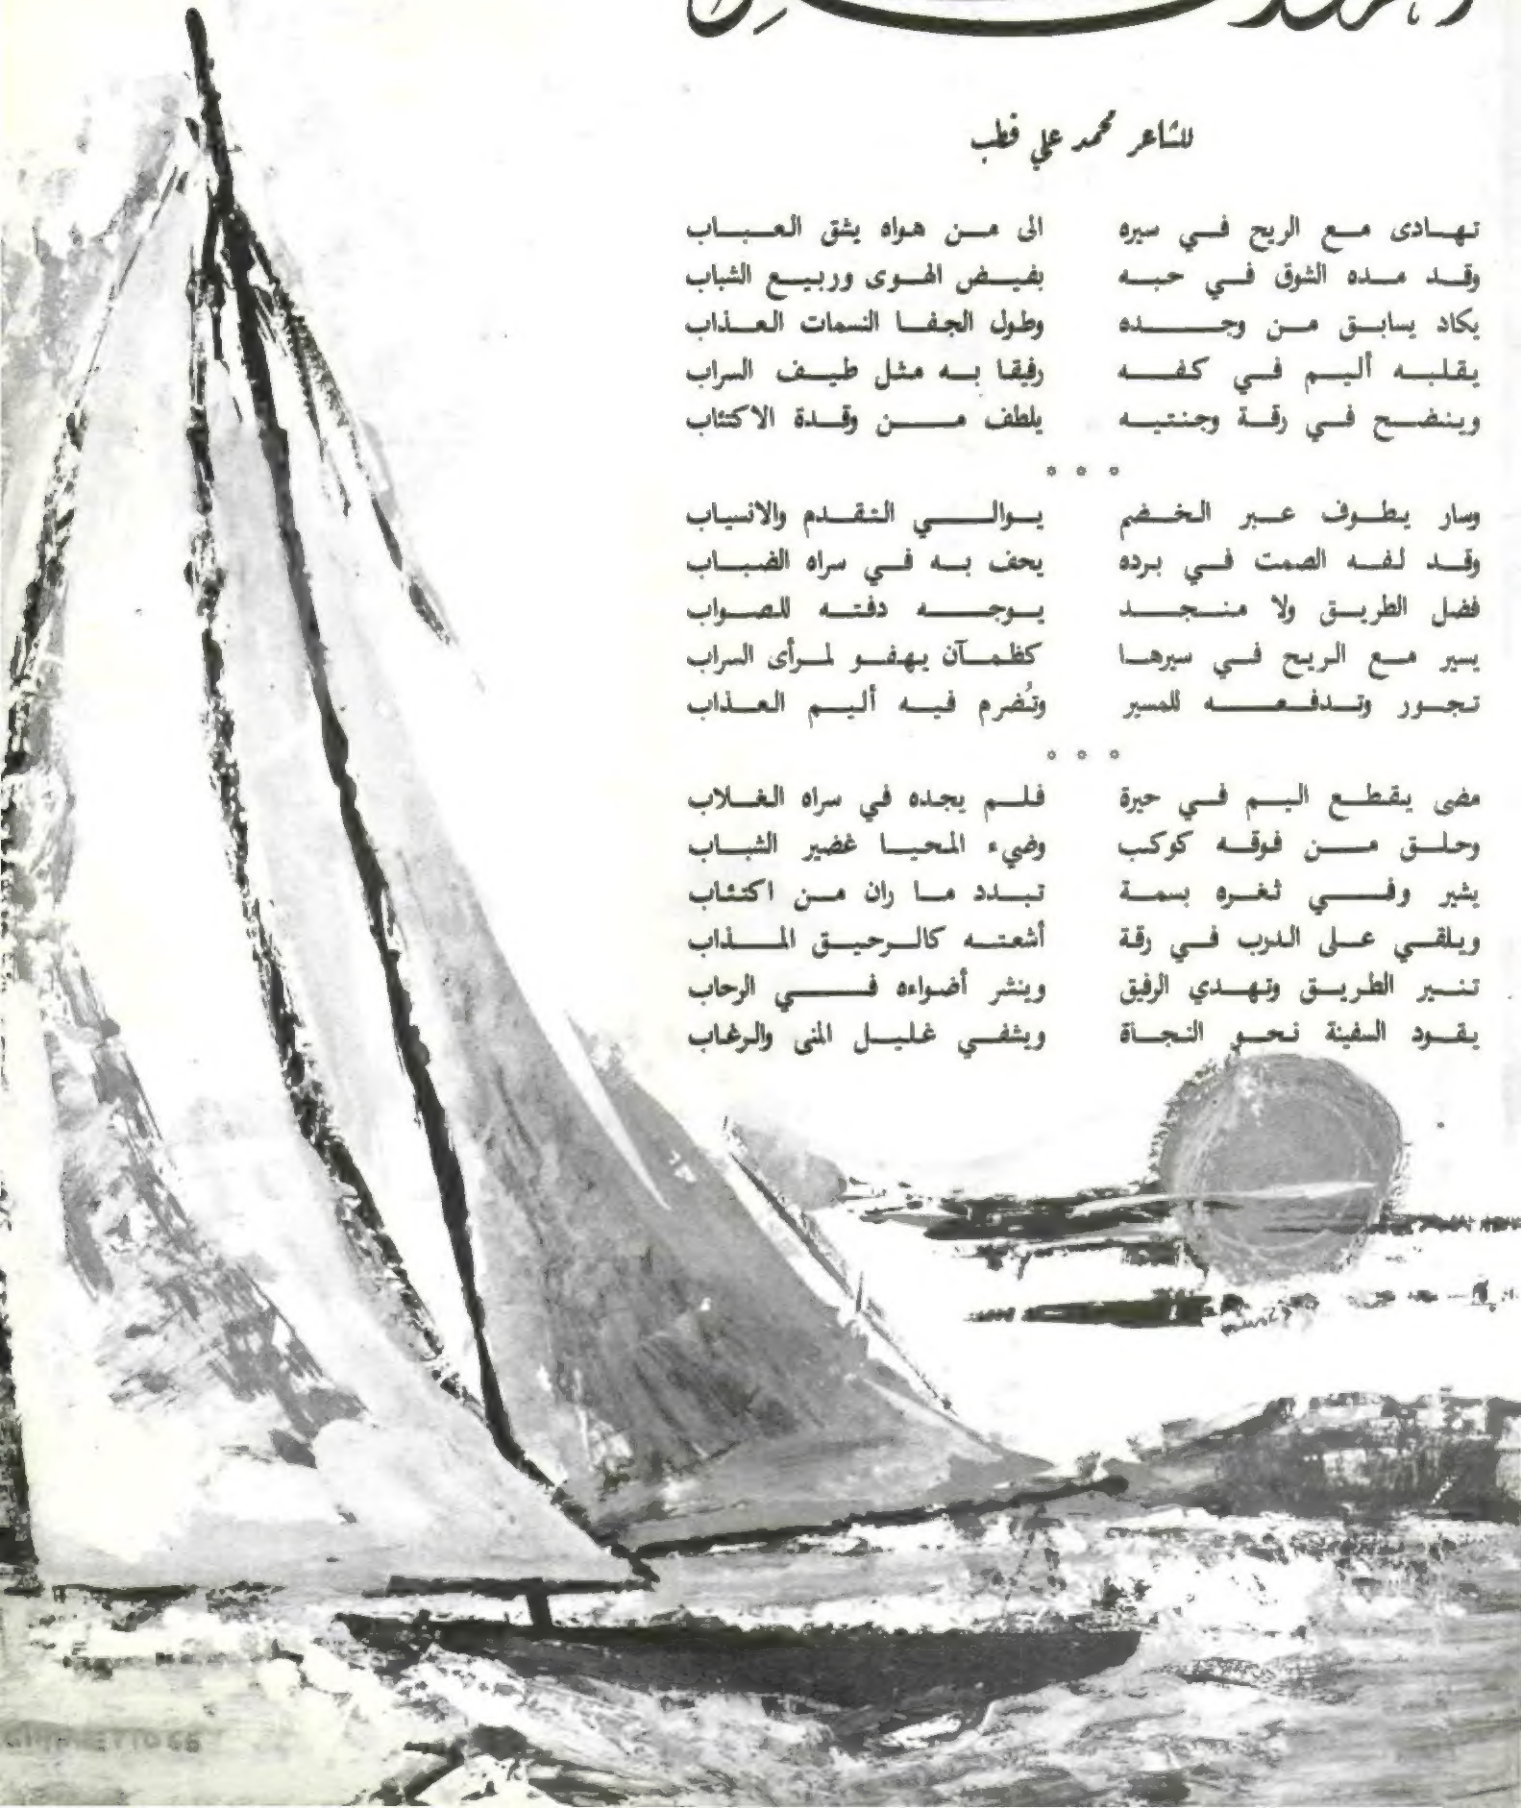 للشاعر محمد علي قطب
تهادى مع الريح في سيره الى من هواه يشق العباب
وقد مده الشوق في حبه بفيض الهوى وربيع الشباب
يكاد يسابق من وجده وطول الجفا النسمات العذاب
يقلبه أليم في كفه رفيقا به مثل طيف السراب
وينضح في رقة وجنتيه يلطف من وقدة الاكتئاب
* * *
وسار يطوف عبر الخضم يوالي التقدم والانسياب
وقد لفه الصمت في برده يحف به في سراه الضباب
فضل الطريق ولا منجد يوجه دفته للصواب
يسير مع الريح في سيرها كظمآن يهفو لمرأى السراب
تجور وتدفعه للمسير وتُضرم فيه أليم العذاب
* * *
مضى يقطع اليم في حيرة فلم يجده في سراه الغلاب
وحلق من فوقه كوكب وضيء المحيا غضير الشباب
يشير وفي ثغره بسمة تبدد ما ران من اكتئاب
ويلقي على الدرب في رقة أشعته كالرحيق المذاب
تنير الطريق وتهدي الرفيق وينشر أضواءه في الرحاب
يقود السفينة نحو النجاة ويشفي غليل المنى والرغاب